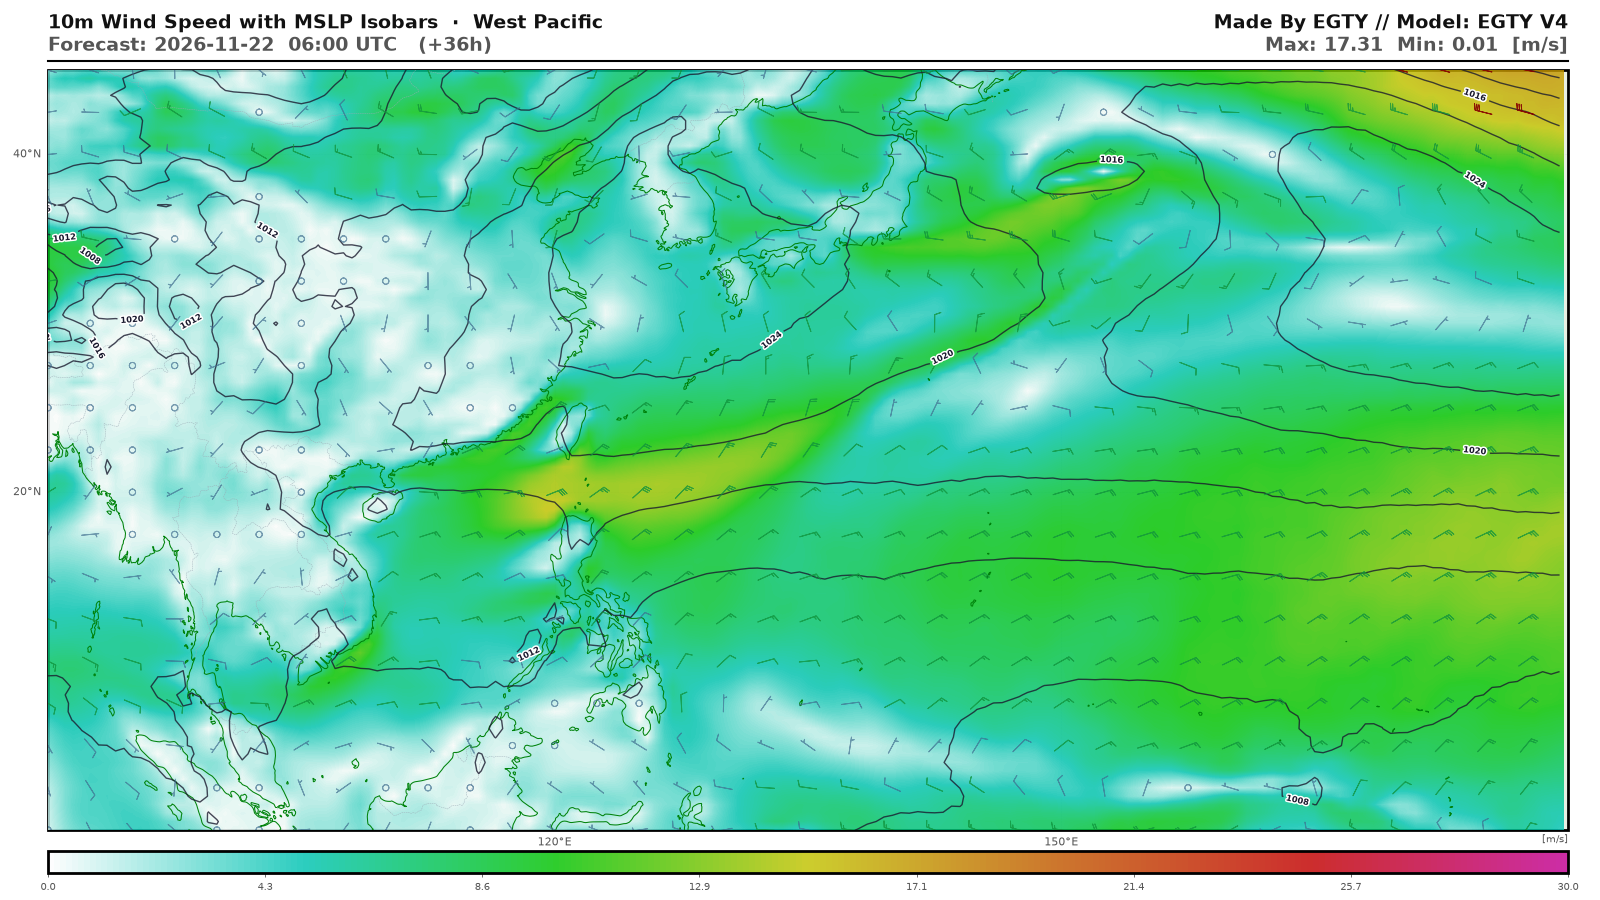 10m Wind Speed with MSLP Isobars · West Pacific
Made By EGTY // Model: EGTY V4
Forecast: 2026-11-22 06:00 UTC (+36h)
Max: 17.31 Min: 0.01 [m/s]
1016
40°N
1016
1024
1012
1012
1008
1020
1012
1016
1024
1020
1020
20°N
1012
1008
120°E
150°E
[m/s]
0.0
4.3
8.6
12.9
17.1
21.4
25.7
30.0